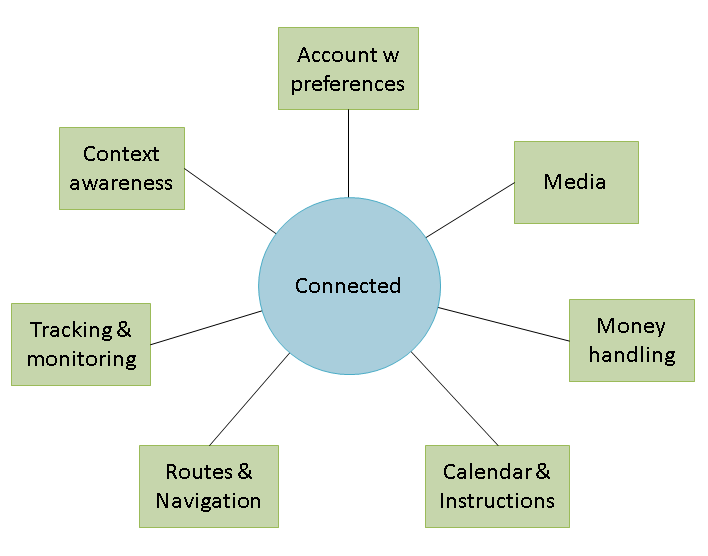 Account w
preferences
Context
awareness
Media
Connected
Tracking &
monitoring
Money
handling
Routes &
Navigation
Calendar &
Instructions